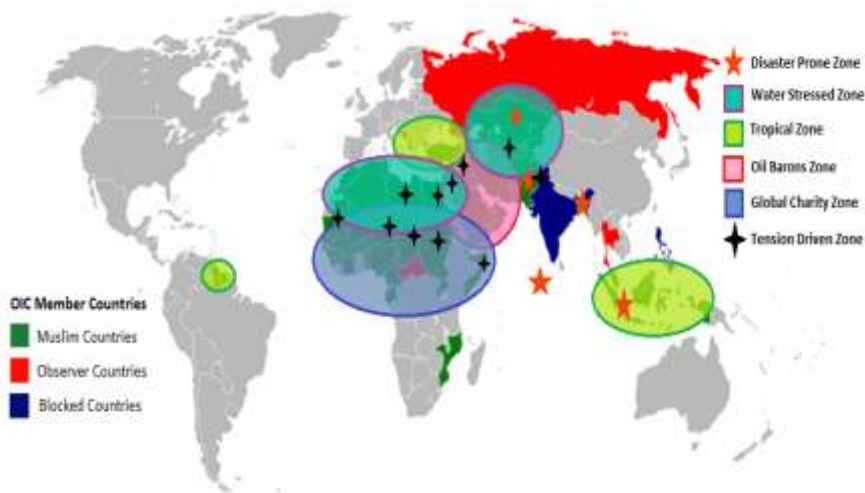 Disaster Prone Zone
Water Stressed Zone
Tropical Zone
Oil Barons Zone
Global Charity Zone
Tension Driven Zone
OIC Member Countries
Muslim Countries
Observer Countries
Blocked Countries